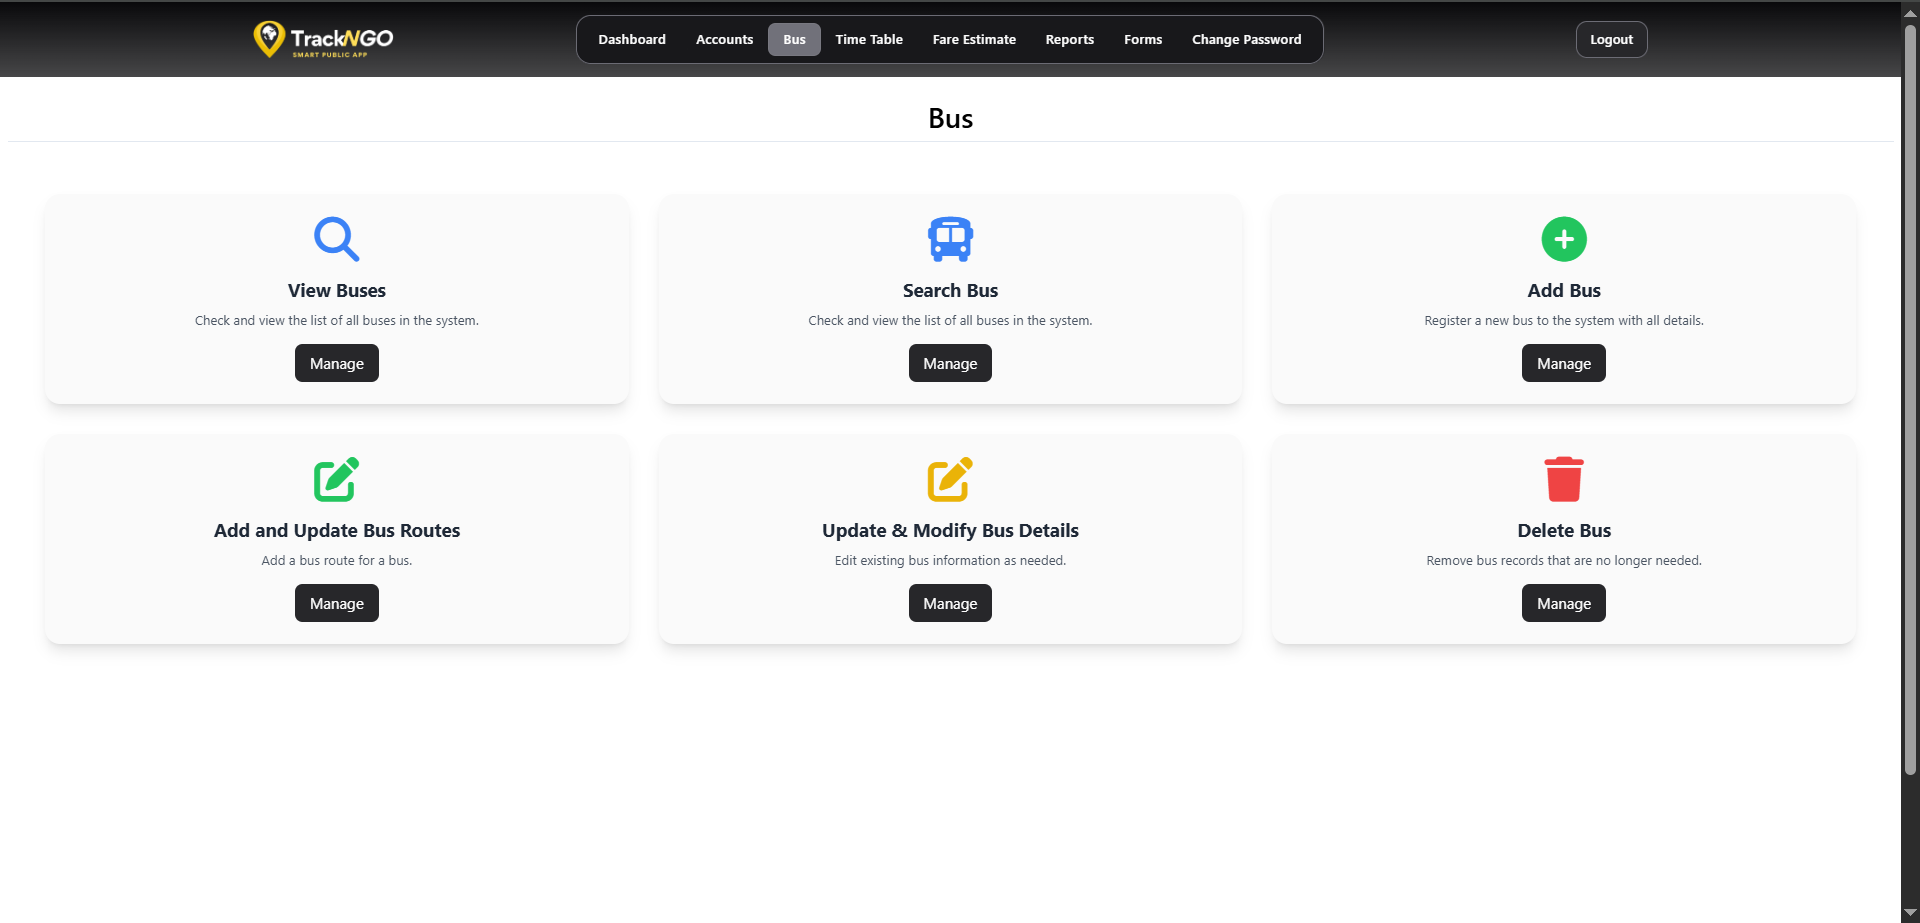 TrackNGO
SMART PUBLIC APP
Dashboard
Accounts
Bus
Time Table
Fare Estimate
Reports
Forms
Change Password
Logout
Bus
View Buses
Check and view the list of all buses in the system.
Manage
Search Bus
Check and view the list of all buses in the system.
Manage
Add Bus
Register a new bus to the system with all details.
Manage
Add and Update Bus Routes
Add a bus route for a bus.
Manage
Update & Modify Bus Details
Edit existing bus information as needed.
Manage
Delete Bus
Remove bus records that are no longer needed.
Manage